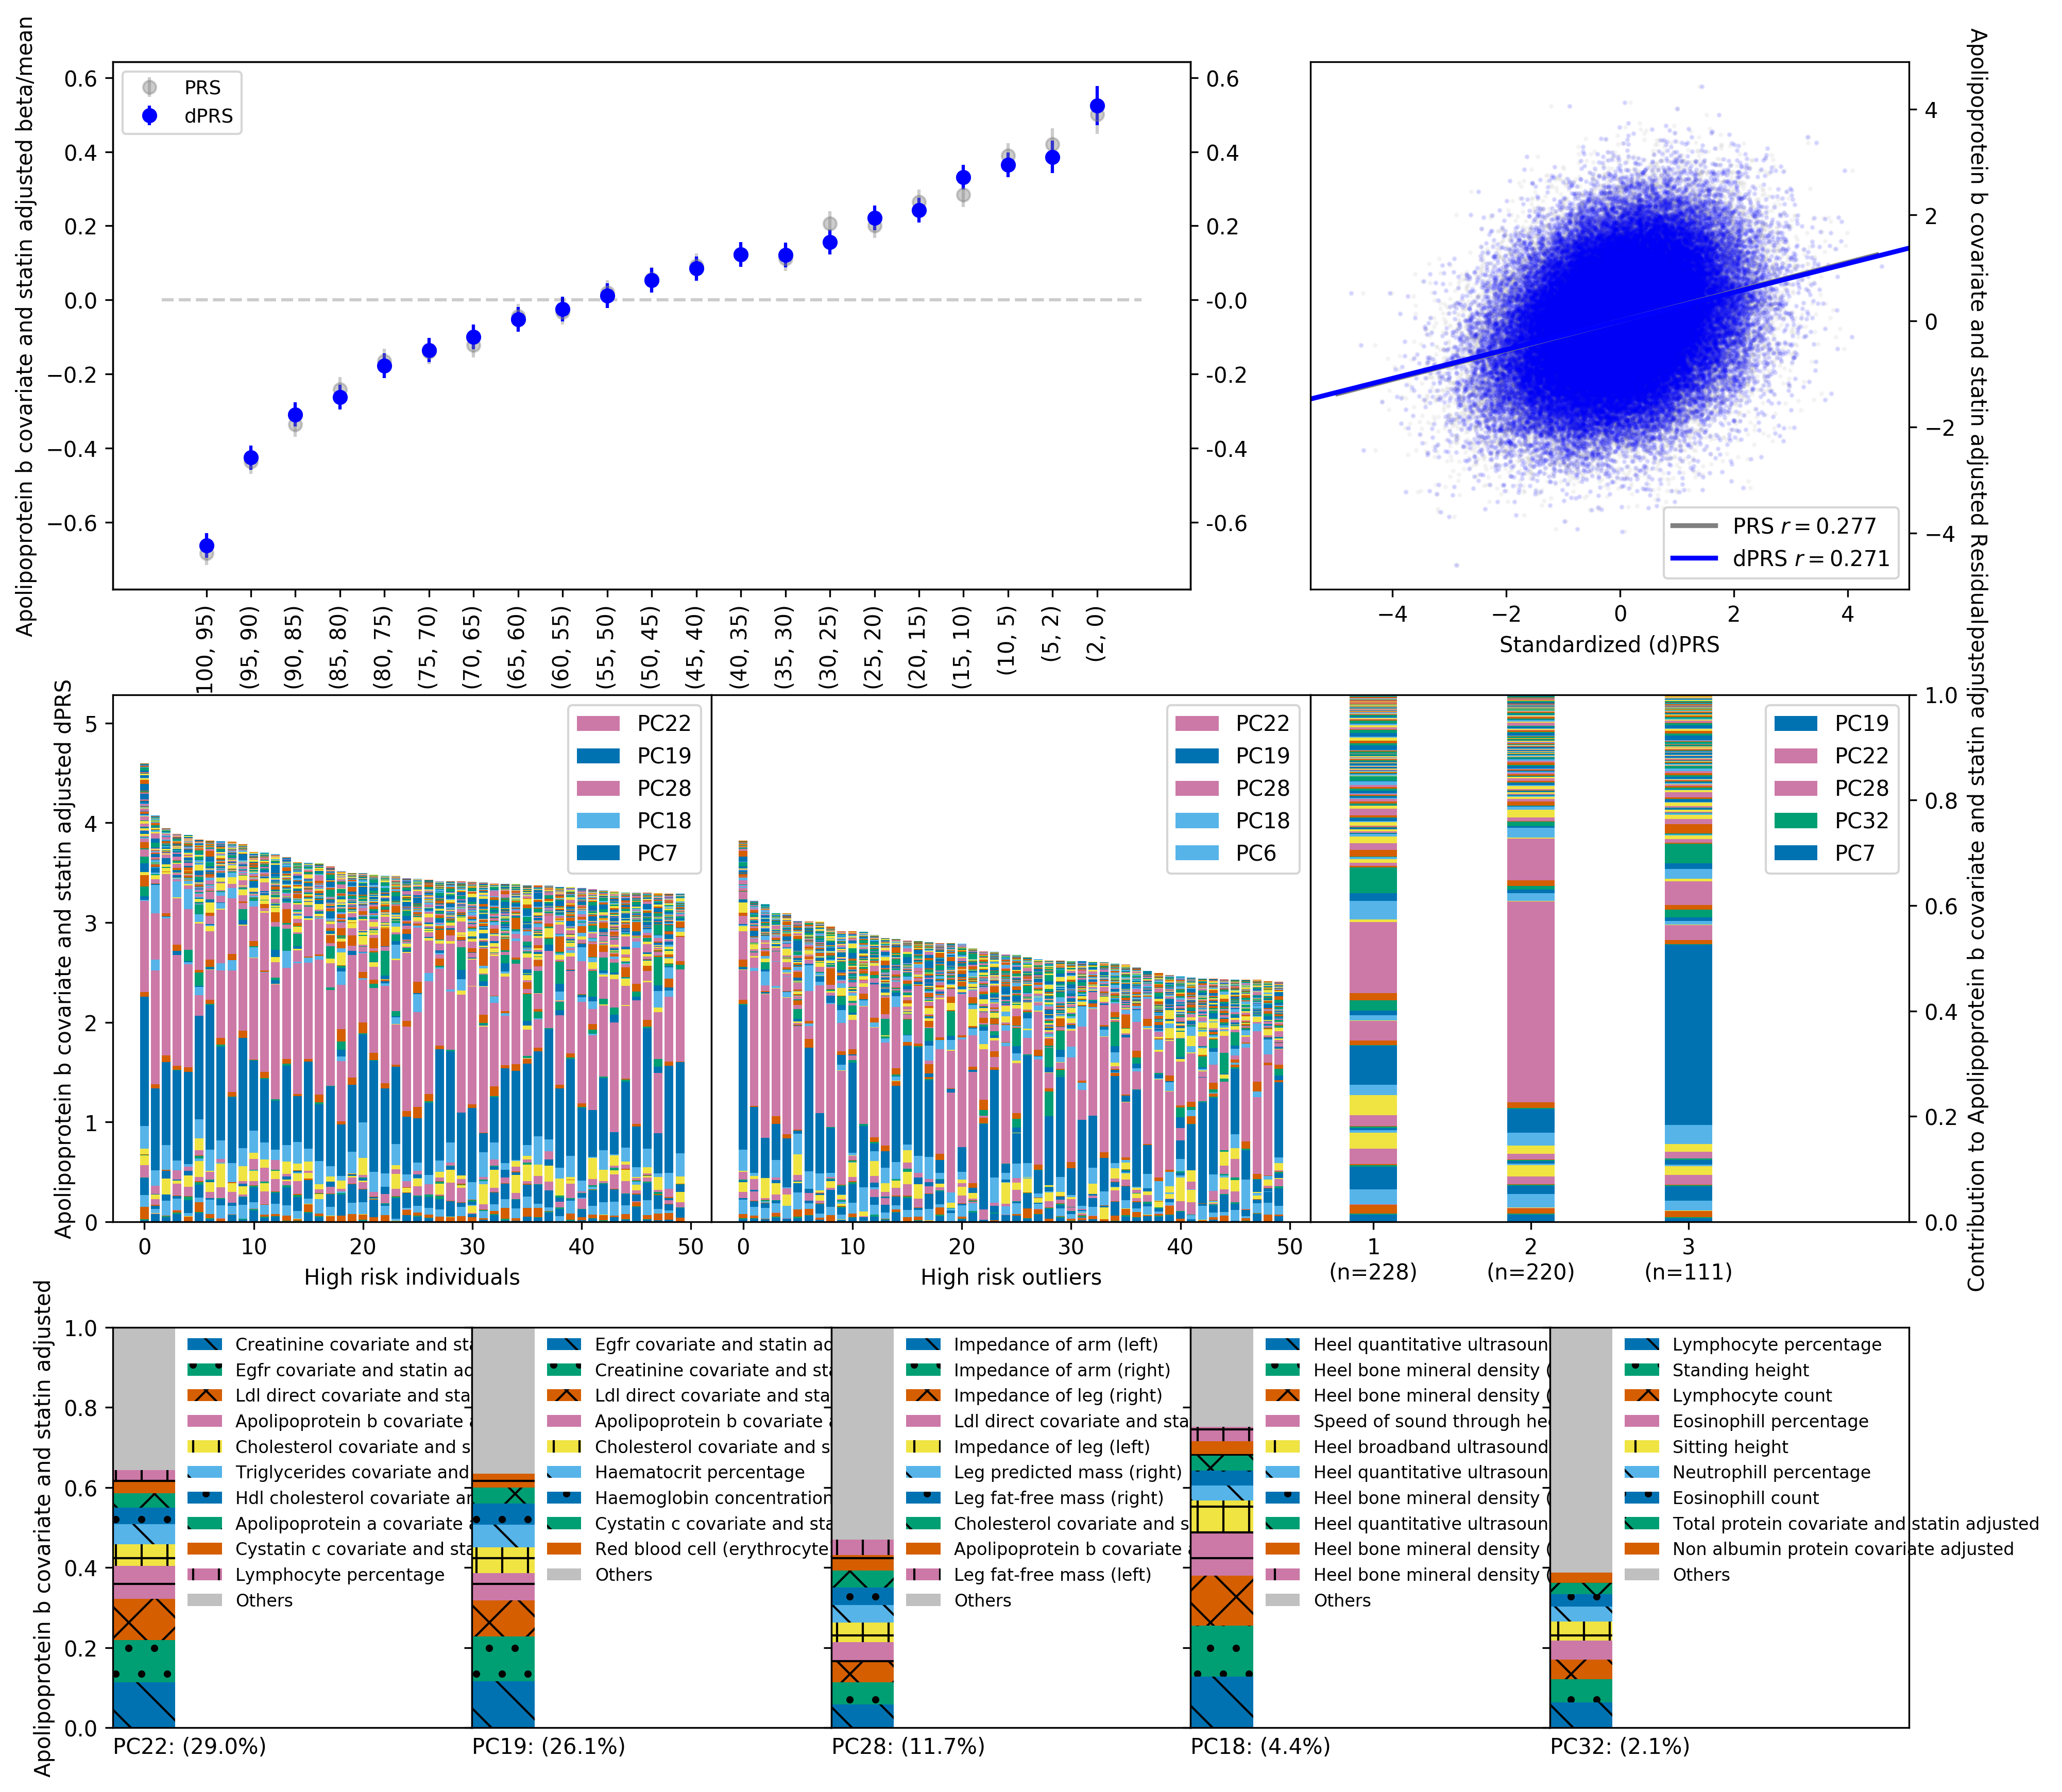 Apolipoprotein b covariate and statin adjusted beta/mean
0.6
0.4
0.2
0.0
−0.2
−0.4
−0.6
PRS
dPRS
0.6
0.4
0.2
-0.0
-0.2
-0.4
-0.6
100, 95)
(95, 90)
(90, 85)
(85, 80)
(80, 75)
(75, 70)
(70, 65)
(65, 60)
(60, 55)
(55, 50)
(50, 45)
(45, 40)
(40, 35)
(35, 30)
(30, 25)
(25, 20)
(20, 15)
(15, 10)
(10, 5)
(5, 2)
(2, 0)
PRS r = 0.277
dPRS r = 0.271
−4
−2
0
2
4
Standardized (d)PRS
4
2
0
−2
−4
Apolipoprotein b covariate and statin adjusted Residual
Apolipoprotein b covariate and statin adjusted dPRS
5
4
3
2
1
0
PC22
PC19
PC28
PC18
PC7
0
10
20
30
40
50
High risk individuals
PC22
PC19
PC28
PC18
PC6
0
10
20
30
40
50
High risk outliers
PC19
PC22
PC28
PC32
PC7
1
(n=228)
2
(n=220)
3
(n=111)
1.0
0.8
0.6
0.4
0.2
0.0
Contribution to Apolipoprotein b covariate and statin adjusted
Apolipoprotein b covariate and statin adjusted
1.0
0.8
0.6
0.4
0.2
0.0
Creatinine covariate and sta
Egfr covariate and statin ad
Ldl direct covariate and sta
Apolipoprotein b covariate a
Cholesterol covariate and s
Triglycerides covariate and
Hdl cholesterol covariate an
Apolipoprotein a covariate a
Cystatin c covariate and sta
Lymphocyte percentage
Others
PC22: (29.0%)
Egfr covariate and statin ad
Creatinine covariate and sta
Ldl direct covariate and sta
Apolipoprotein b covariate a
Cholesterol covariate and s
Haematocrit percentage
Haemoglobin concentration
Cystatin c covariate and sta
Red blood cell (erythrocyte
Others
PC19: (26.1%)
Impedance of arm (left)
Impedance of arm (right)
Impedance of leg (right)
Ldl direct covariate and sta
Impedance of leg (left)
Leg predicted mass (right)
Leg fat-free mass (right)
Cholesterol covariate and s
Apolipoprotein b covariate a
Leg fat-free mass (left)
Others
PC28: (11.7%)
Heel quantitative ultrasoun
Heel bone mineral density (
Heel bone mineral density (
Speed of sound through hee
Heel broadband ultrasound
Heel quantitative ultrasoun
Heel bone mineral density (
Heel quantitative ultrasoun
Heel bone mineral density (
Heel bone mineral density (
Others
PC18: (4.4%)
Lymphocyte percentage
Standing height
Lymphocyte count
Eosinophill percentage
Sitting height
Neutrophill percentage
Eosinophill count
Total protein covariate and statin adjusted
Non albumin protein covariate adjusted
Others
PC32: (2.1%)